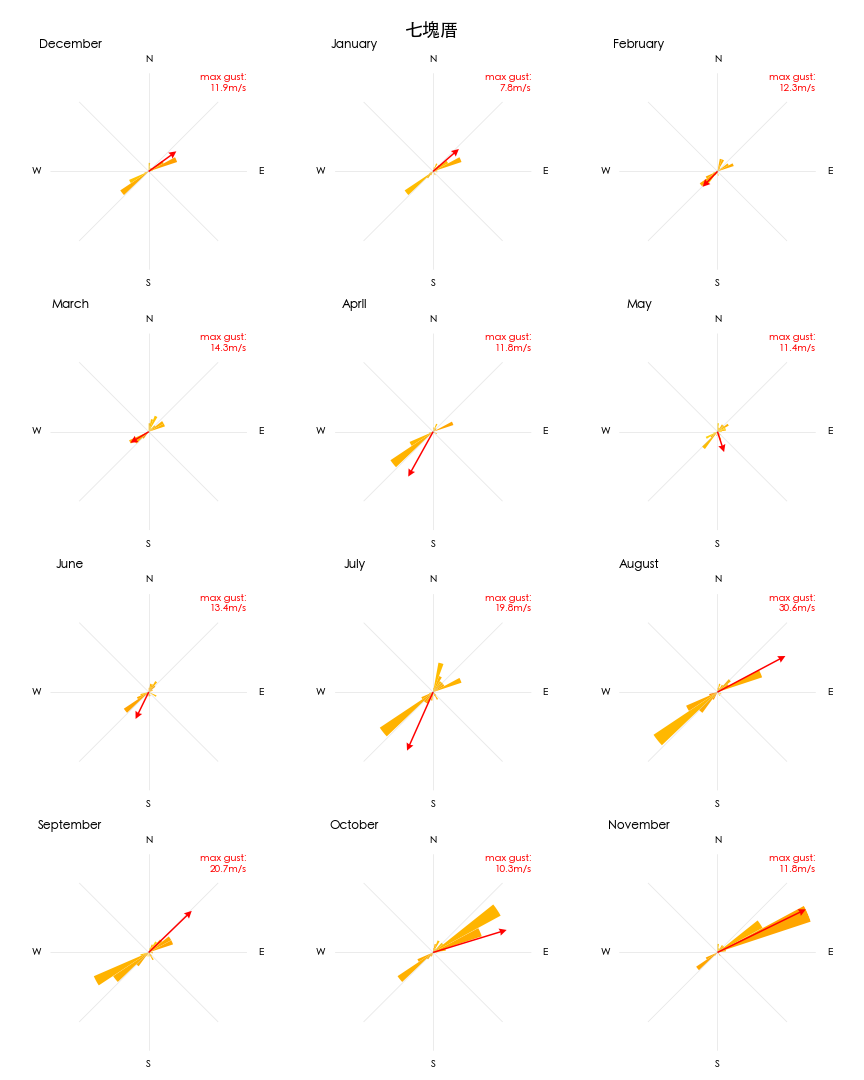 七塊厝
December
January
February
N
N
N
max gust:
11.9m/s
max gust:
7.8m/s
max gust:
12.3m/s
W
E
W
E
W
E
S
S
S
March
April
May
N
N
N
max gust:
14.3m/s
max gust:
11.8m/s
max gust:
11.4m/s
W
E
W
E
W
E
S
S
S
June
July
August
N
N
N
max gust:
13.4m/s
max gust:
19.8m/s
max gust:
30.6m/s
W
E
W
E
W
E
S
S
S
September
October
November
N
N
N
max gust:
20.7m/s
max gust:
10.3m/s
max gust:
11.8m/s
W
E
W
E
W
E
S
S
S